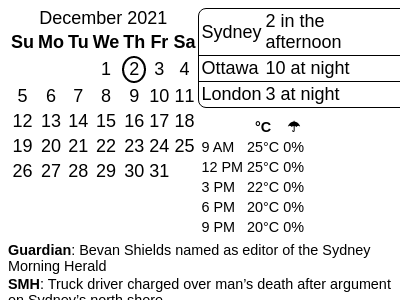 December 2021
Su Mo Tu We Th Fr Sa
1 2 3 4
5 6 7 8 9 10 11
12 13 14 15 16 17 18
19 20 21 22 23 24 25
26 27 28 29 30 31
Sydney 2 in the
afternoon
Ottawa 10 at night
London 3 at night
°C ☂
9 AM 25°C 0%
12 PM 25°C 0%
3 PM 22°C 0%
6 PM 20°C 0%
9 PM 20°C 0%
Guardian: Bevan Shields named as editor of the Sydney
Morning Herald
SMH: Truck driver charged over man’s death after argument
on Sydney’s north shore